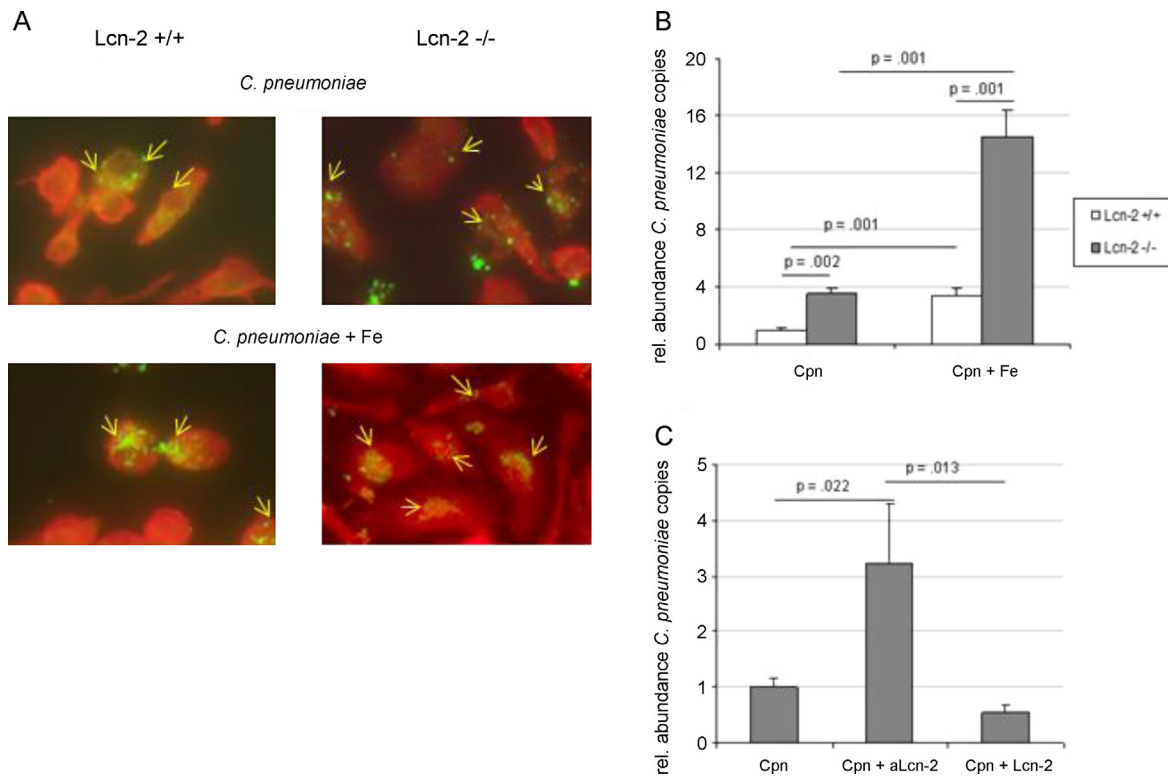 A
Lcn-2 +/+
Lcn-2 -/-
C. pneumoniae
C. pneumoniae + Fe
B
rel. abundance C. pneumoniae copies
20
16
12
8
4
0
p = .001
p = .001
p = .001
p = .002
Cpn
Cpn + Fe
Lcn-2 +/+
Lcn-2 -/-
C
rel. abundance C. pneumoniae copies
5
4
3
2
1
0
p = .022
p = .013
Cpn
Cpn + aLcn-2
Cpn + Lcn-2